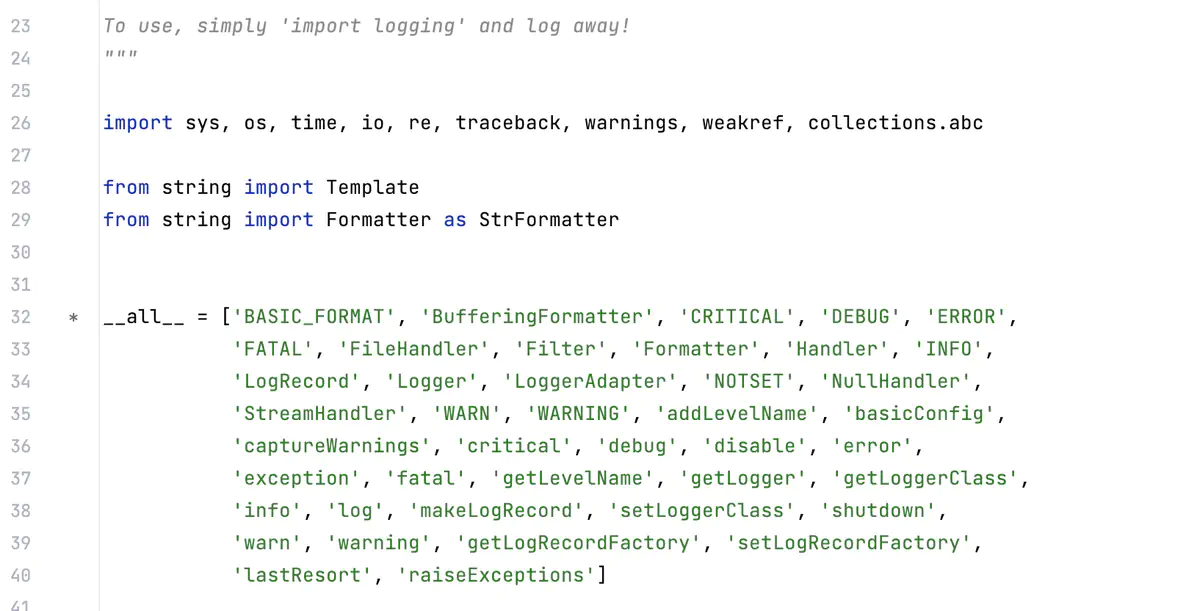 23 To use, simply 'import logging' and log away!
24 """
25
26 import sys, os, time, io, re, traceback, warnings, weakref, collections.abc
27
28 from string import Template
29 from string import Formatter as StrFormatter
30
31
32 * __all__ = ['BASIC_FORMAT', 'BufferingFormatter', 'CRITICAL', 'DEBUG', 'ERROR',
33 'FATAL', 'FileHandler', 'Filter', 'Formatter', 'Handler', 'INFO',
34 'LogRecord', 'Logger', 'LoggerAdapter', 'NOTSET', 'NullHandler',
35 'StreamHandler', 'WARN', 'WARNING', 'addLevelName', 'basicConfig',
36 'captureWarnings', 'critical', 'debug', 'disable', 'error',
37 'exception', 'fatal', 'getLevelName', 'getLogger', 'getLoggerClass',
38 'info', 'log', 'makeLogRecord', 'setLoggerClass', 'shutdown',
39 'warn', 'warning', 'getLogRecordFactory', 'setLogRecordFactory',
40 'lastResort', 'raiseExceptions']
41